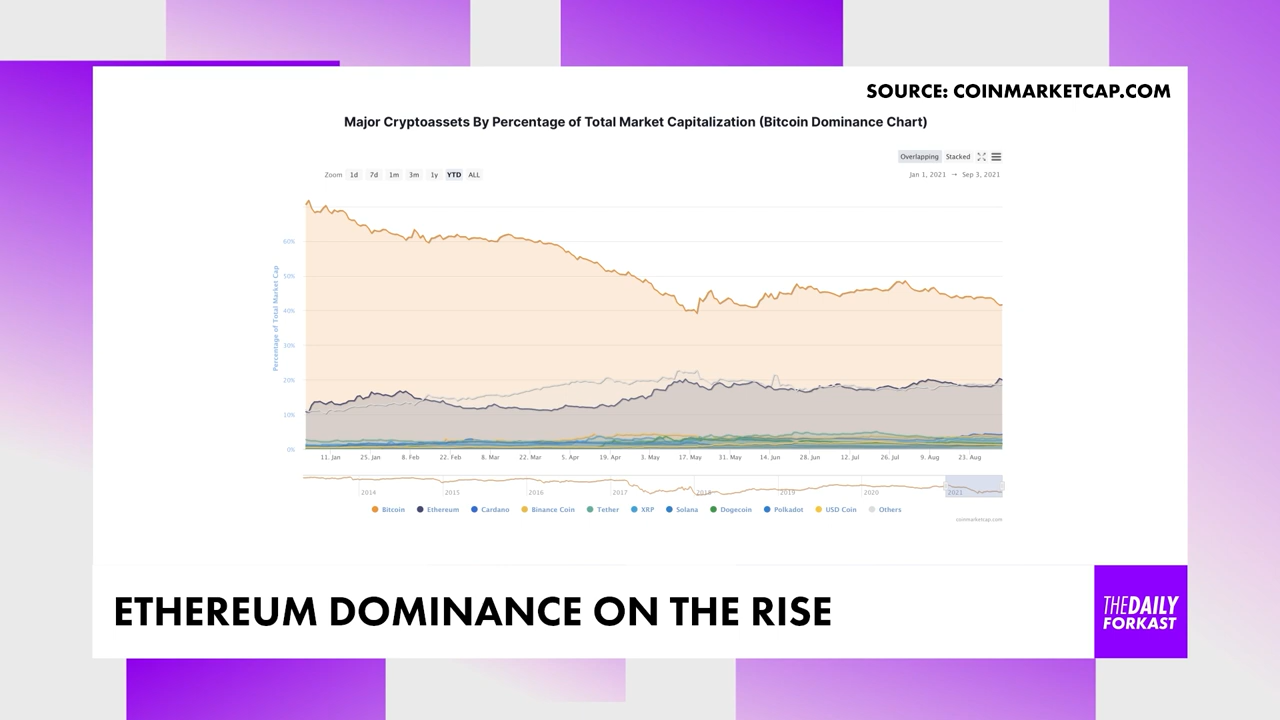 SOURCE: COINMARKETCAP.COM
Major Cryptoassets By Percentage of Total Market Capitalization (Bitcoin Dominance Chart)
Overlapping Stacked
Zoom 1d 7d 1m 3m 1y YTD ALL
Jan 1, 2021 → Sep 3, 2021
Percentage of Total Market Cap
60%
50%
40%
30%
20%
10%
0%
11. Jan 25. Jan 8. Feb 22. Feb 8. Mar 22. Mar 5. Apr 19. Apr 3. May 17. May 31. May 14. Jun 28. Jun 12. Jul 26. Jul 9. Aug 23. Aug
2014 2015 2016 2017 2018 2019 2020 2021
Bitcoin Ethereum Cardano Binance Coin Tether XRP Solana Dogecoin Polkadot USD Coin Others
coinmarketcap.com
ETHEREUM DOMINANCE ON THE RISE
THE DAILY
FORKAST